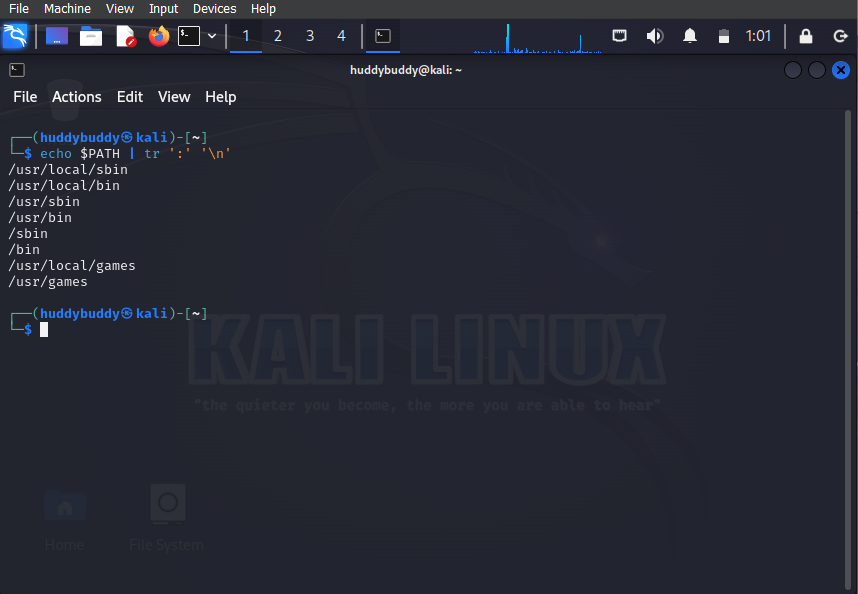 File Machine View Input Devices Help
1 2 3 4 1:01
huddybuddy@kali: ~
File Actions Edit View Help
┌──(huddybuddy㉿kali)-[~]
└─$ echo $PATH | tr ':' '\n'
/usr/local/sbin
/usr/local/bin
/usr/sbin
/usr/bin
/sbin
/bin
/usr/local/games
/usr/games
┌──(huddybuddy㉿kali)-[~]
└─$
KALI LINUX
"the quieter you become, the more you are able to hear"
Home File System